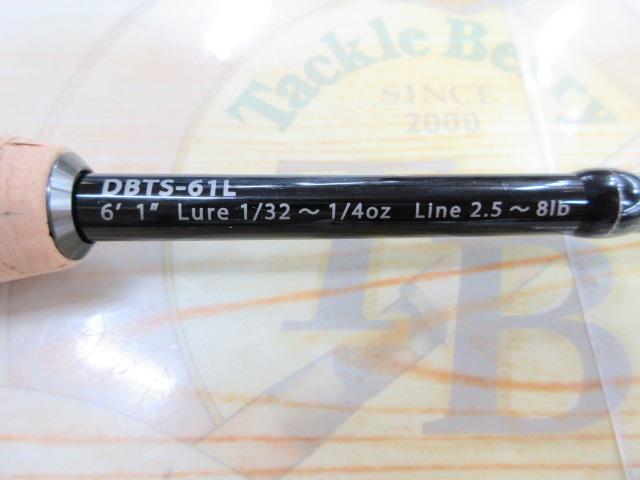 Tackle Berry
SINCE
2000
TB
DBTS-61L
6′ 1″ Lure 1/32 ~ 1/4oz Line 2.5 ~ 8lb